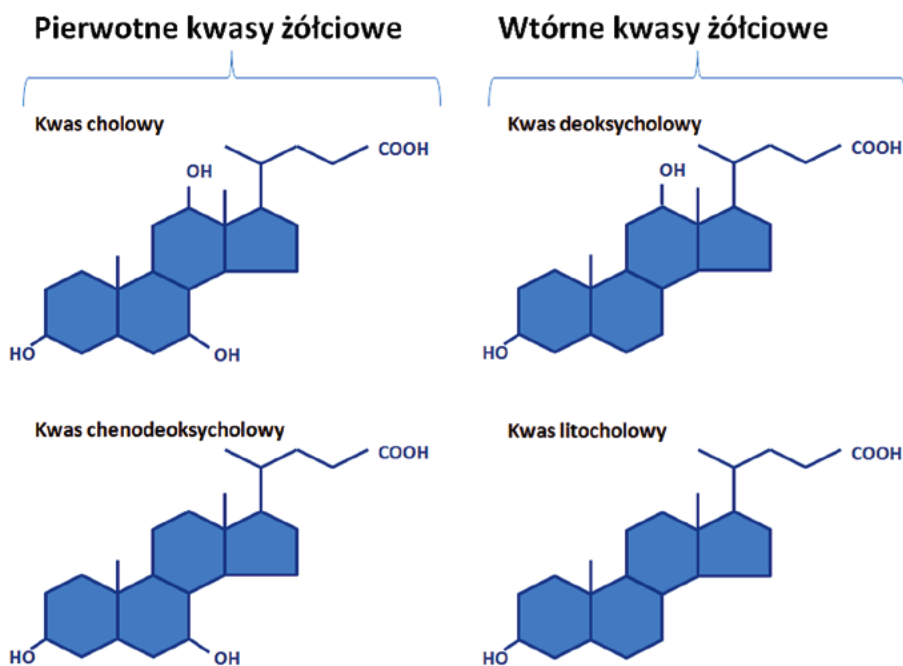 Pierwotne kwasy żółciowe
Wtórne kwasy żółciowe
Kwas cholowy
COOH
OH
HO
OH
Kwas deoksycholowy
COOH
OH
HO
Kwas chenodeoksycholowy
COOH
HO
OH
Kwas litocholowy
COOH
HO